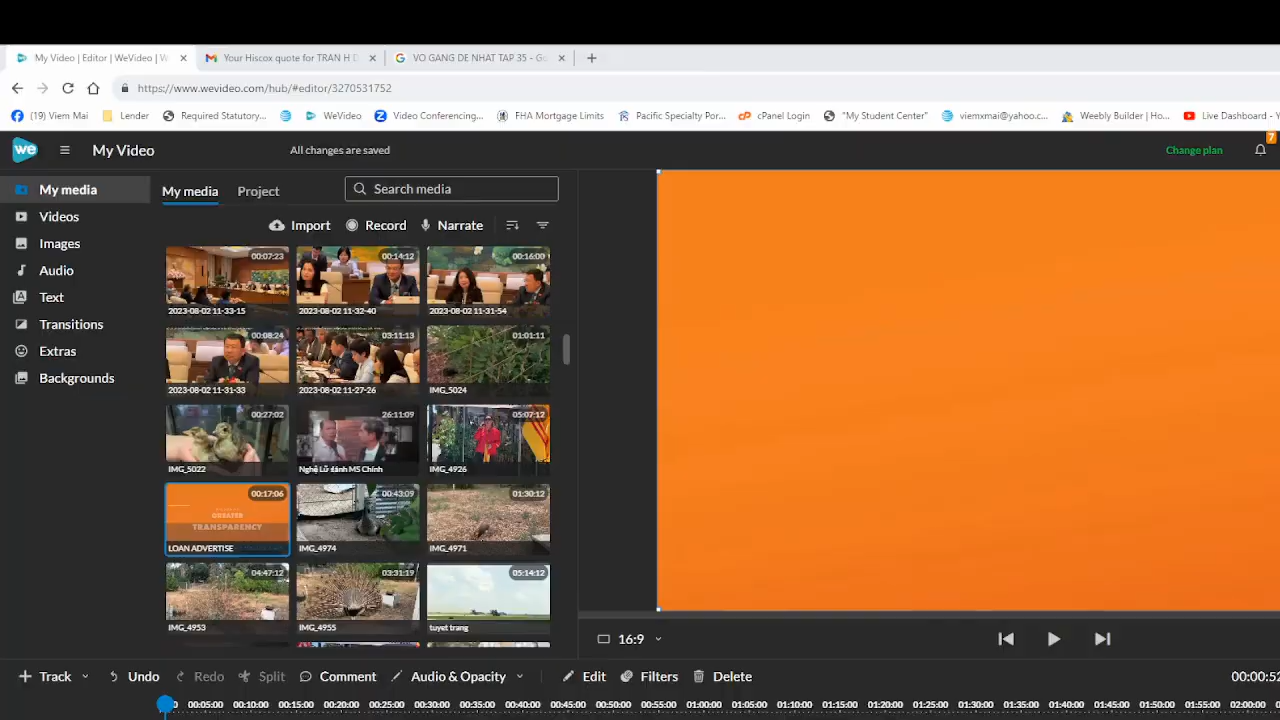 My Video | Editor | WeVideo | W
Your Hiscox quote for TRAN H D
VO GANG DE NHAT TAP 35 - Go
https://www.wevideo.com/hub/#editor/3270531752
(19) Viem Mai
Lender
Required Statutory...
WeVideo
Video Conferencing...
FHA Mortgage Limits
Pacific Specialty Por...
cPanel Login
"My Student Center"
viemxmai@yahoo.c...
Weebly Builder | Ho...
Live Dashboard - Y
we
My Video
All changes are saved
Change plan
7
My media
Videos
Images
Audio
Text
Transitions
Extras
Backgrounds
My media
Project
Search media
Import
Record
Narrate
00:07:23
00:14:12
00:16:00
2023-08-02 11-33-15
2023-08-02 11-32-40
2023-08-02 11-31-54
00:08:24
03:11:13
01:01:11
2023-08-02 11-31-33
2023-08-02 11-27-26
IMG_5024
00:27:02
26:11:09
05:07:12
IMG_5022
Nghệ Lữ đánh MS Chính
IMG_4926
00:17:06
00:43:09
01:30:12
GREATER
TRANSPARENCY
LOAN ADVERTISE
IMG_4974
IMG_4971
04:47:12
03:31:19
05:14:12
IMG_4953
IMG_4955
tuyet trang
16:9
Track
Undo
Redo
Split
Comment
Audio & Opacity
Edit
Filters
Delete
00:00:52
0
00:05:00
00:10:00
00:15:00
00:20:00
00:25:00
00:30:00
00:35:00
00:40:00
00:45:00
00:50:00
00:55:00
01:00:00
01:05:00
01:10:00
01:15:00
01:20:00
01:25:00
01:30:00
01:35:00
01:40:00
01:45:00
01:50:00
01:55:00
02:00:00